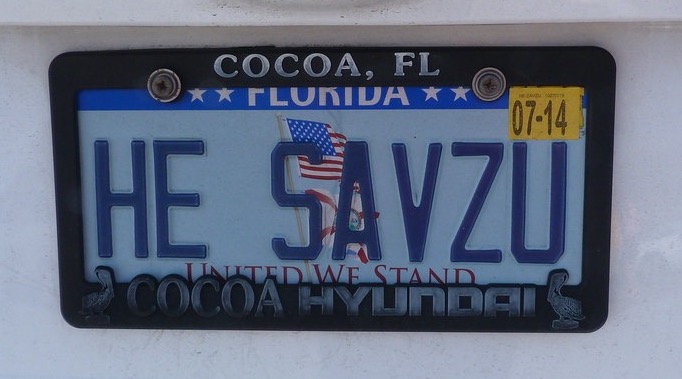 COCOA, FL
FLORIDA
07-14
HE SAVZU
UNITED WE STAND
COCOA HYUNDAI